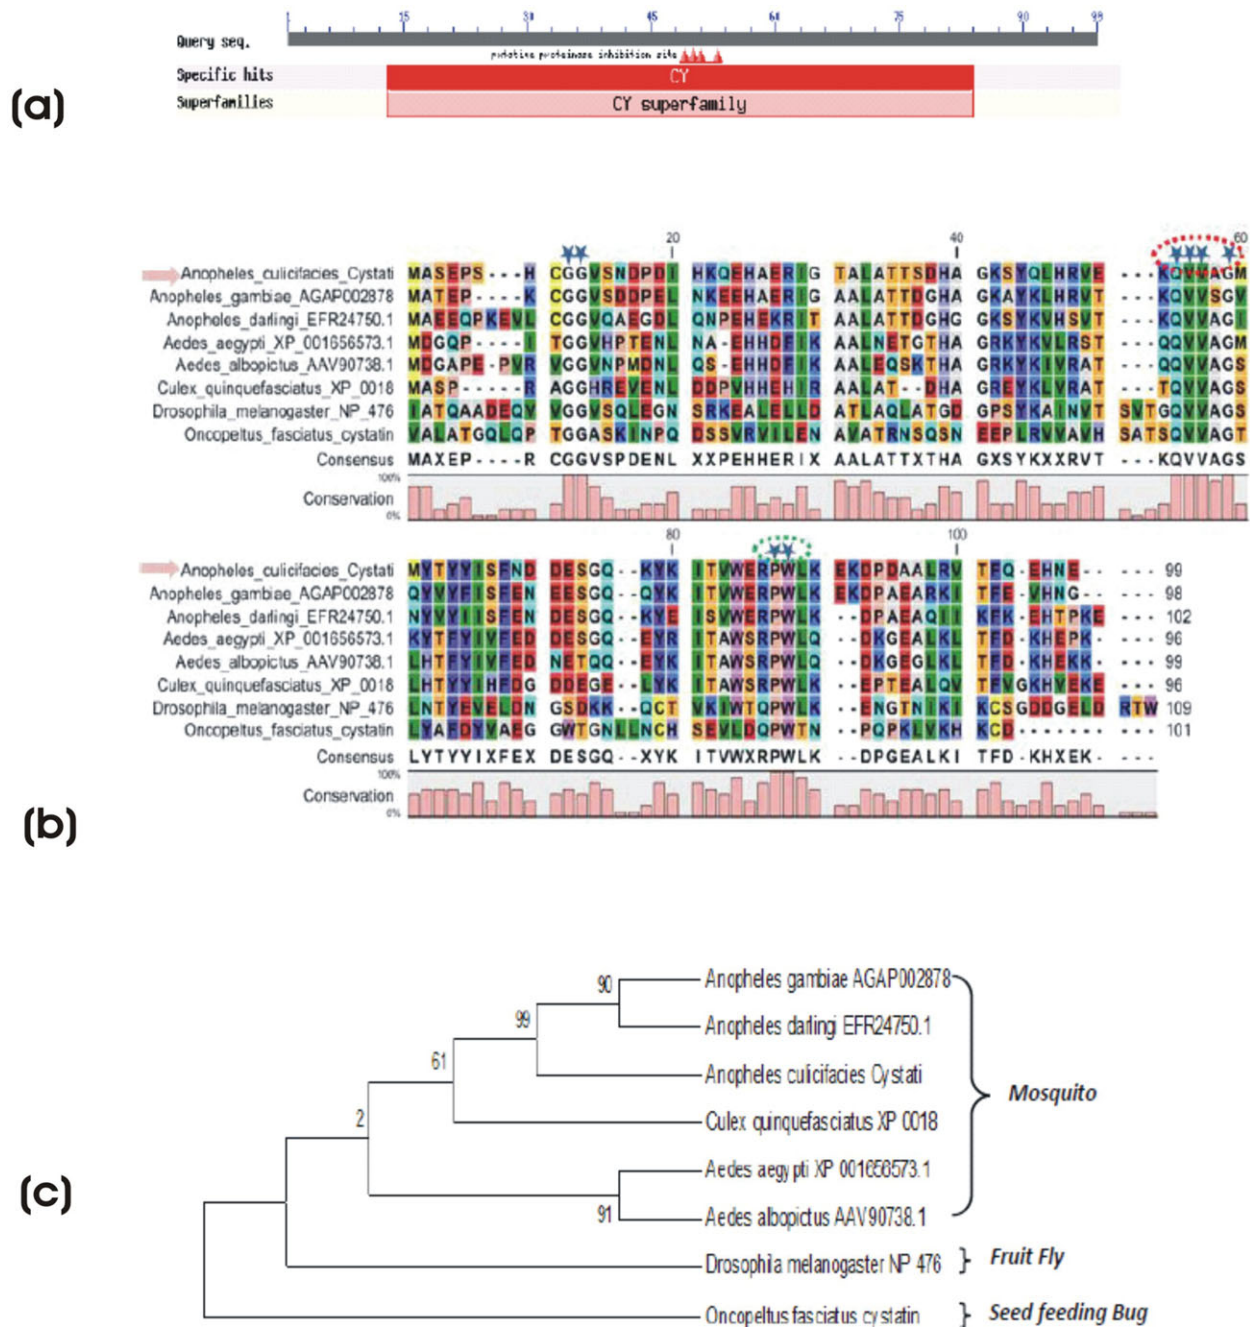 (a)
1 15 30 45 60 75 90 99
Query seq.
putative proteinase inhibition site
Specific hits CY
Superfamilies CY superfamily
20 40 60
Anopheles_culicifacies_Cystati MASEPS---H CGGVSNDPDI HKQEHAERIG TALATTSDHA GKSYQLHRVE ---KQVVAGM
Anopheles_gambiae_AGAP002878 MATEP----K CGGVSDDPEL NKEEHAERIG AALATTDGHA GKAYKLHRVT ---KQVVSGV
Anopheles_darlingi_EFR24750.1 MAEEQPKEVL CGGVQAEGDL QNPEHEKRIT AALATTDGHG GKSYKVHSVT ---KQVVAGI
Aedes_aegypti_XP_001656573.1 MDGQP----I TGGVHPTENL NA-EHHDFIK AALNETGTHA GRKYKVLRST ---KQVVAGM
Aedes_albopictus_AAV90738.1 MDGAPE-PVR VGGVNPMDNL QS-EHHDFIK AALEQSKTHA GRKYKVIRAT ---KQVVAGS
Culex_quinquefasciatus_XP_0018 MASP-----R AGGHREVENL DDPVHHEHIR AALAT--DHA GREYKLVRAT ---TQVVAGS
Drosophila_melanogaster_NP_476 IATQAADEQV VGGVSQLEGN SRKEALELLD ATLAQLATGD GPSYKAINVT SVTGQVVAGS
Oncopeltus_fasciatus_cystatin VALATGQLQP TGGASKINPQ DSSVRVILEN AVATRNSQSN EEPLRVVAVH SATSQVVAGT
Consensus MAXEP----R CGGVSPDENL XXPEHHERIX AALATTXTHA GXSYKXXRVT ---KQVVAGS
100%
Conservation
0%
80 100
Anopheles_culicifacies_Cystati MYTYYISFND DESGQ--KYK ITVWERPWLK EKDPDAALRV TFQ-EHNE-- --- 99
Anopheles_gambiae_AGAP002878 QYVYFISFEN EESGQ--QYK ITVWERPWLK EKDPAEARKI TFE-VHNG-- --- 98
Anopheles_darlingi_EFR24750.1 NYVYIISFEN DESGQ--KYE ISVWERPWLK --DPAEAQII KFK-EHTPKE --- 102
Aedes_aegypti_XP_001656573.1 KYTFYIVFED DESGQ--EYR ITAWSRPWLQ --DKGEALKL TFD-KHEPK- --- 96
Aedes_albopictus_AAV90738.1 LHTFYIVFED NETQQ--EYK ITAWSRPWLQ --DKGEGLKL TFD-KHEKK- --- 99
Culex_quinquefasciatus_XP_0018 LHTYYIHFDG DDEGE--LYK ITAWSRPWLK --EPTEALQV TFNGKHVEKE --- 96
Drosophila_melanogaster_NP_476 LNTYEVELDN GSDKK--QCT VKIWTQPWLK --ENGTNIKI KCSGDDGELD RTW 109
Oncopeltus_fasciatus_cystatin LYAFDYVAEG GWTGNLLNCH SEVLDQPWTN --PQPKLVKH KCD------- --- 101
Consensus LYTYYIXFEX DESGQ--XYK ITVWXRPWLK --DPGEALKI TFD-KHXEK- ---
100%
Conservation
0%
(b)
(c)
90
99
61
2
91
Anopheles gambiae AGAP002878
Anopheles darlingi EFR24750.1
Anopheles culicifacies Cystati
Culex quinquefasciatus XP 0018
Aedes aegypti XP 001656573.1
Aedes albopictus AAV90738.1
Mosquito
Drosophila melanogaster NP 476 } Fruit Fly
Oncopeltus fasciatus cystatin } Seed feeding Bug